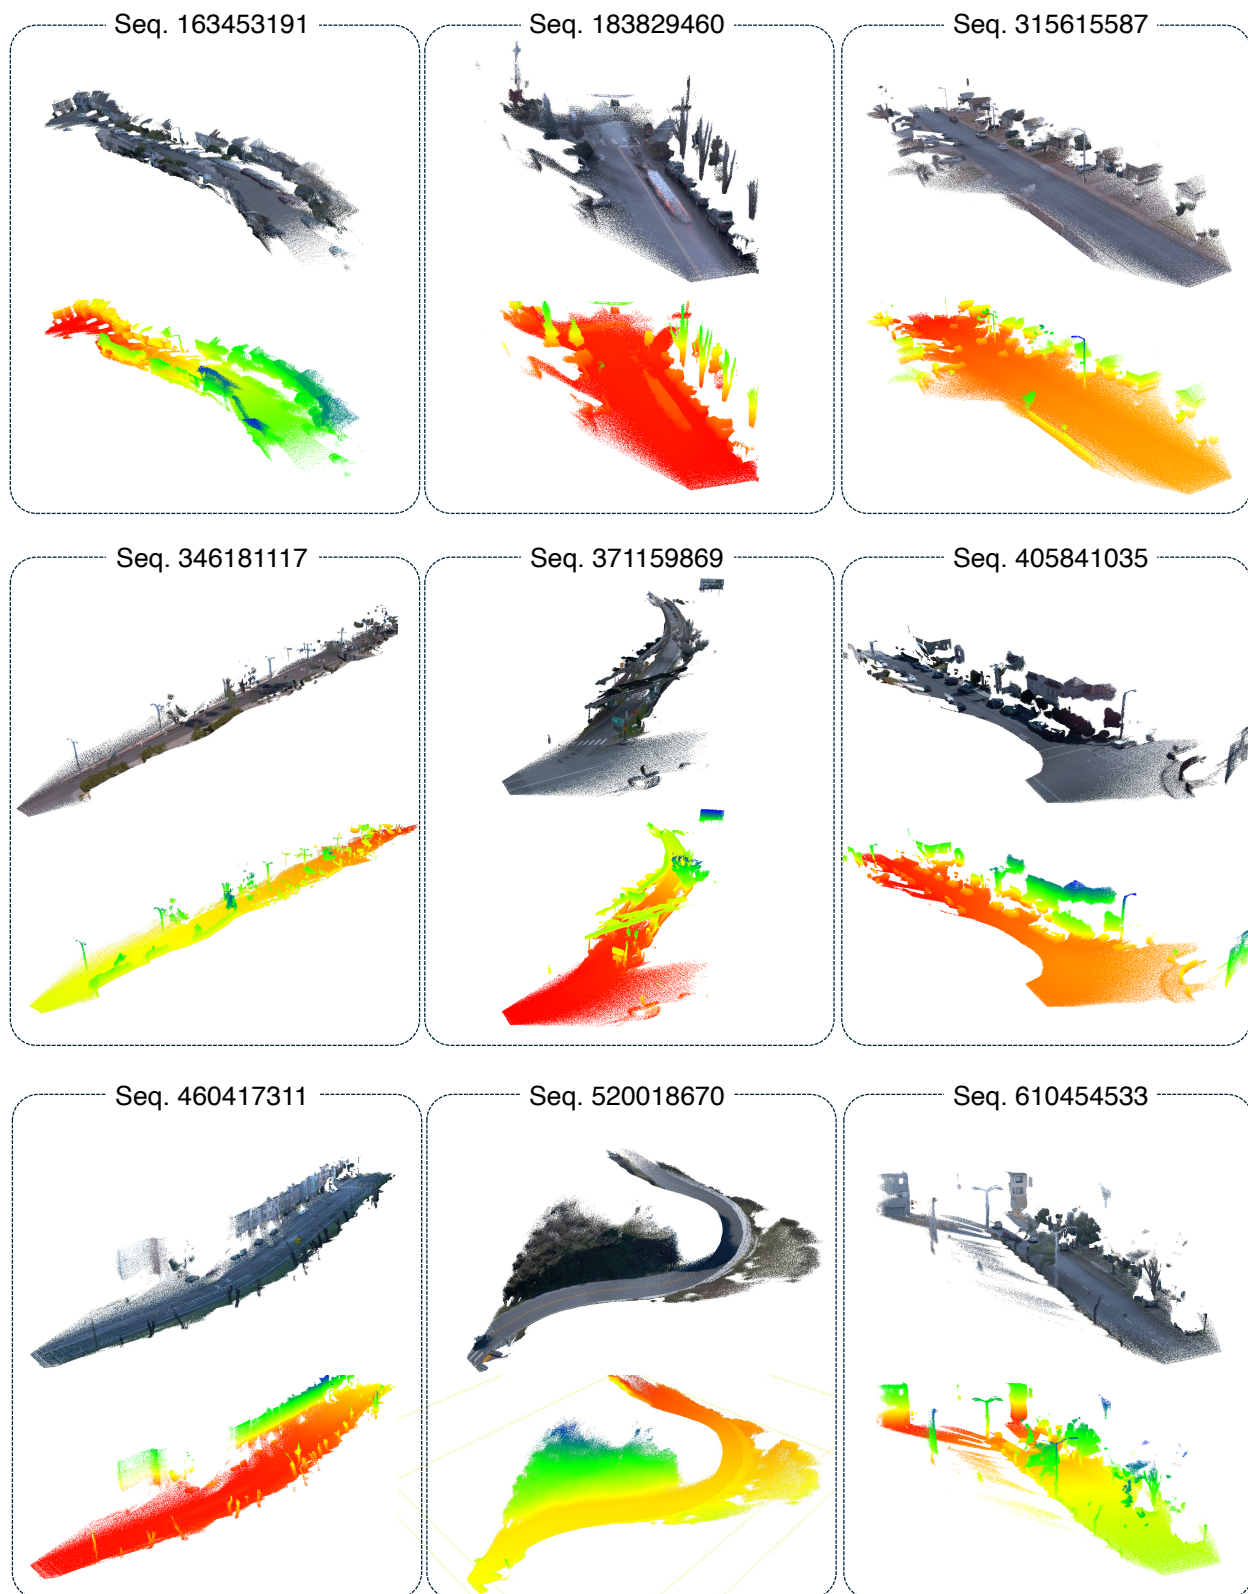 Seq. 163453191
Seq. 183829460
Seq. 315615587
Seq. 346181117
Seq. 371159869
Seq. 405841035
Seq. 460417311
Seq. 520018670
Seq. 610454533